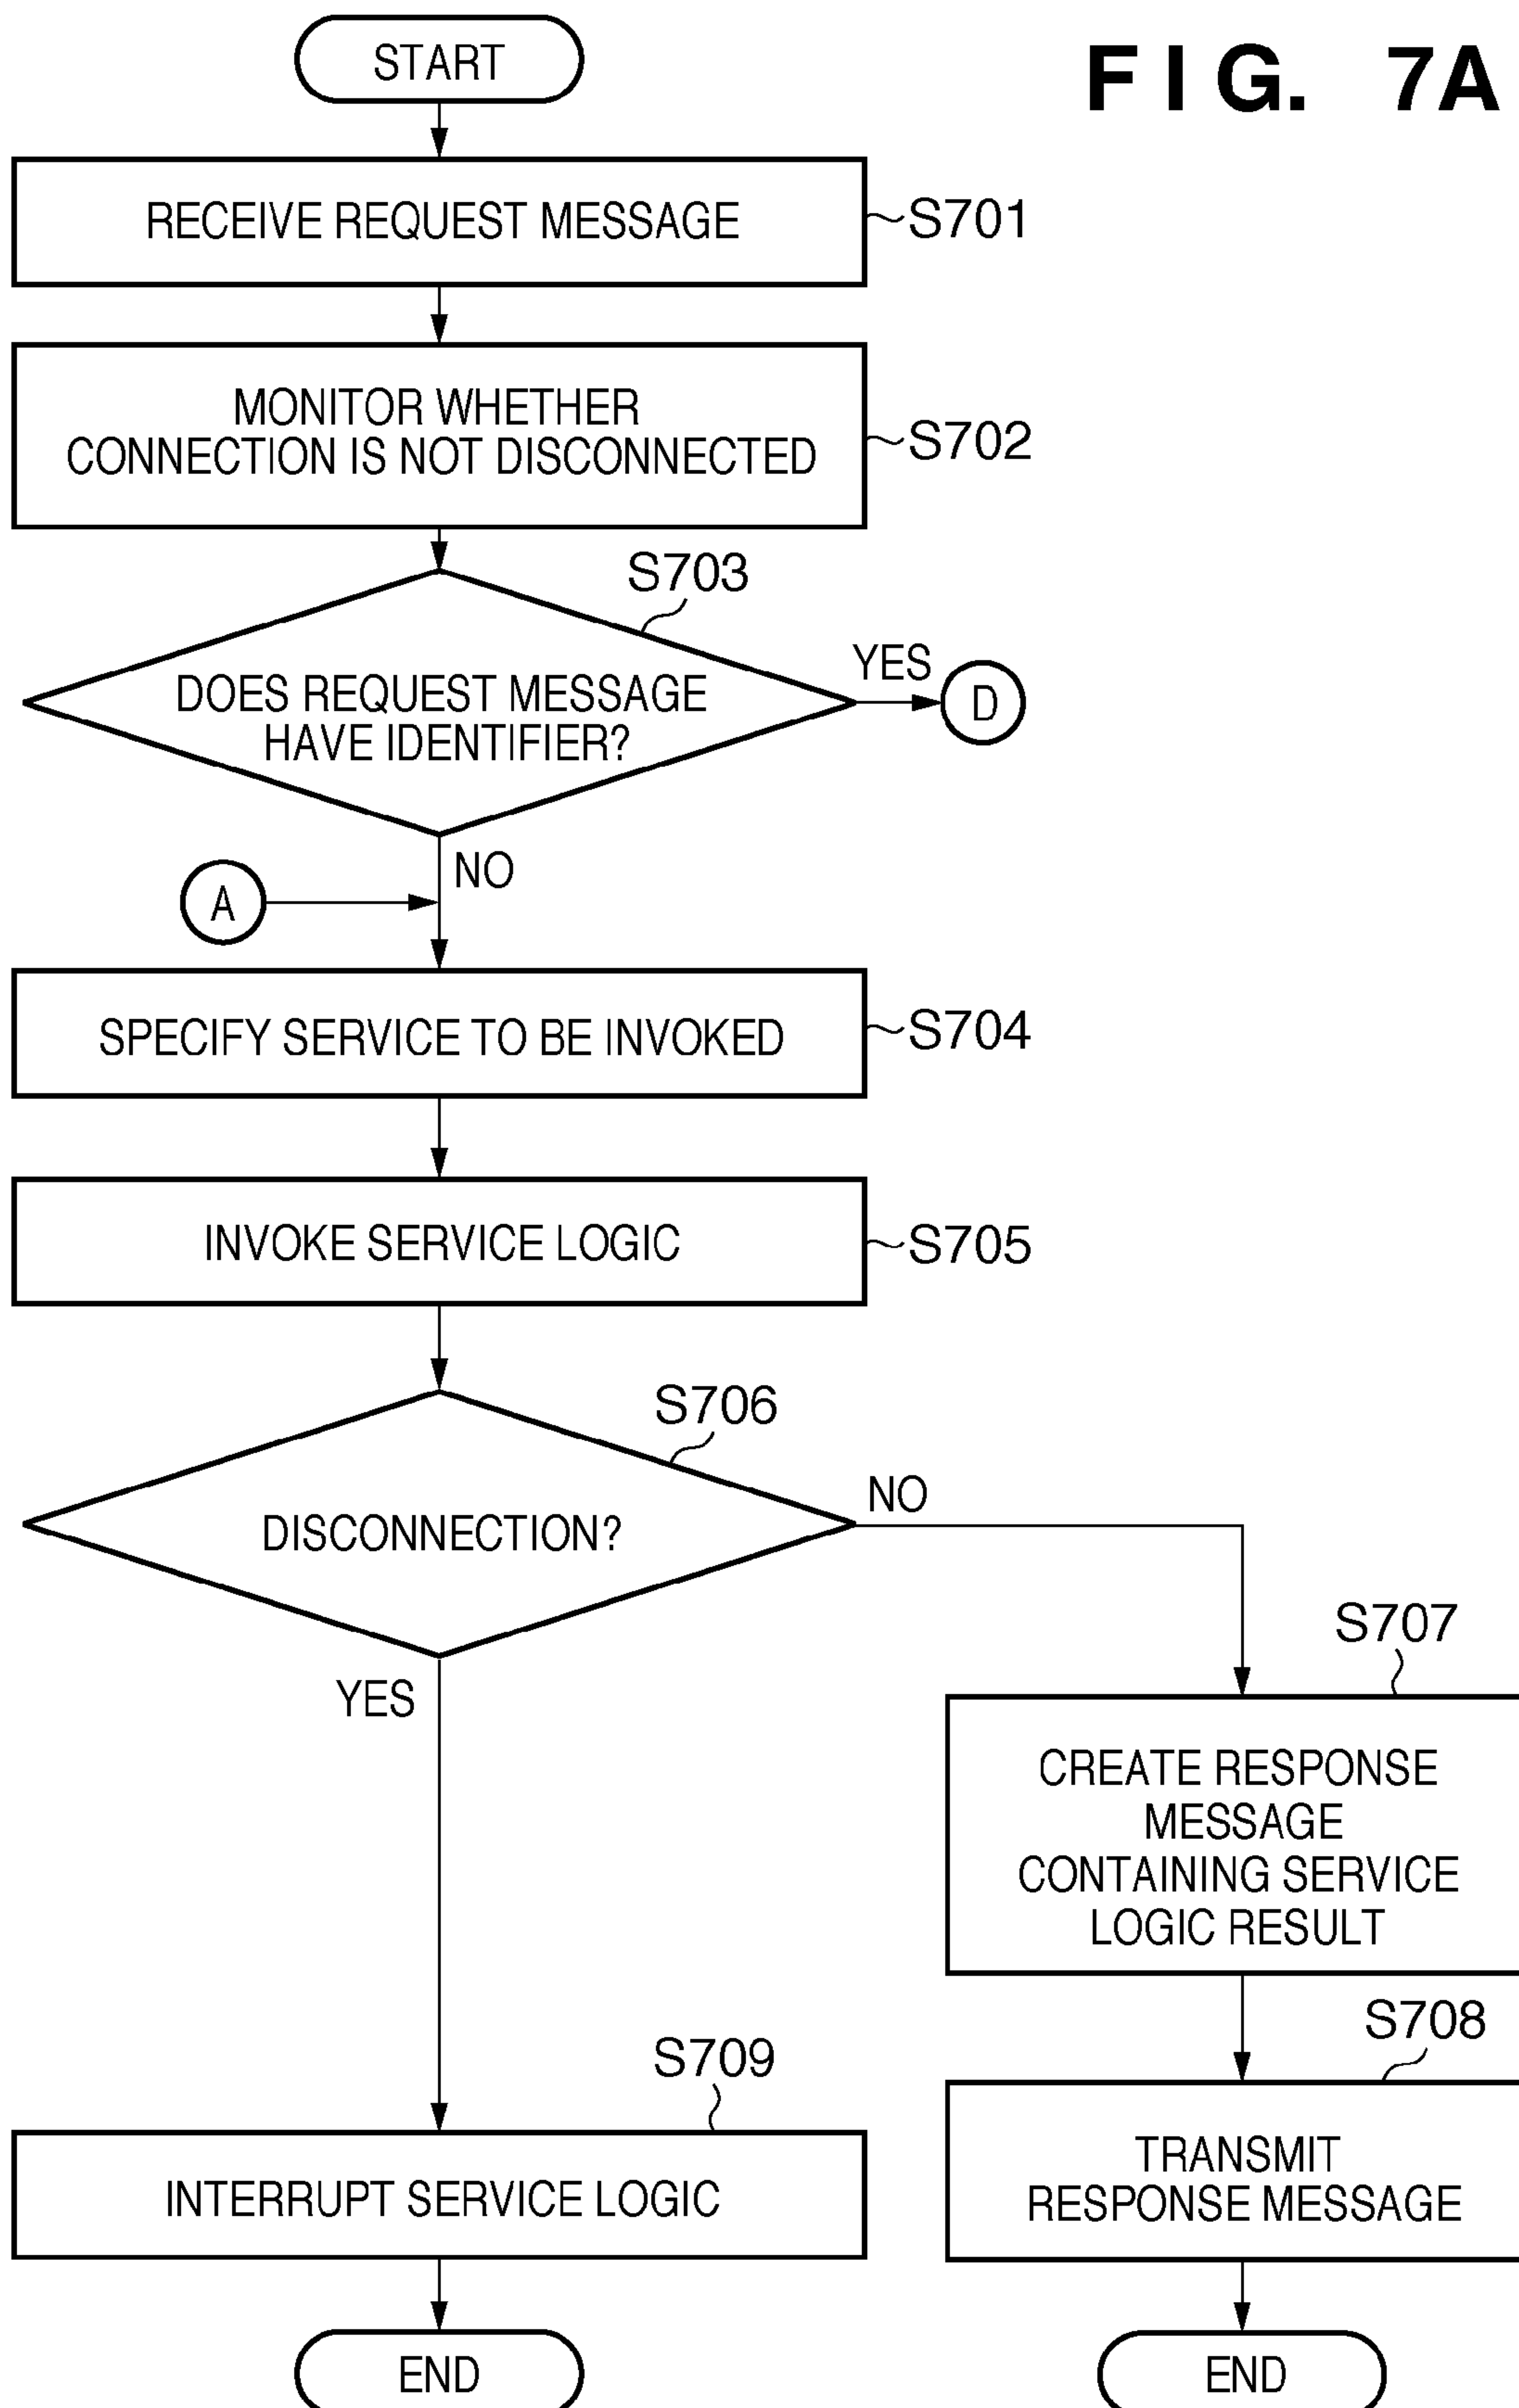 START
FIG. 7A
RECEIVE REQUEST MESSAGE
S701
MONITOR WHETHER
CONNECTION IS NOT DISCONNECTED
S702
S703
DOES REQUEST MESSAGE
HAVE IDENTIFIER?
YES
D
NO
A
SPECIFY SERVICE TO BE INVOKED
S704
INVOKE SERVICE LOGIC
S705
S706
DISCONNECTION?
NO
YES
S707
CREATE RESPONSE
MESSAGE
CONTAINING SERVICE
LOGIC RESULT
S708
TRANSMIT
RESPONSE MESSAGE
S709
INTERRUPT SERVICE LOGIC
END
END